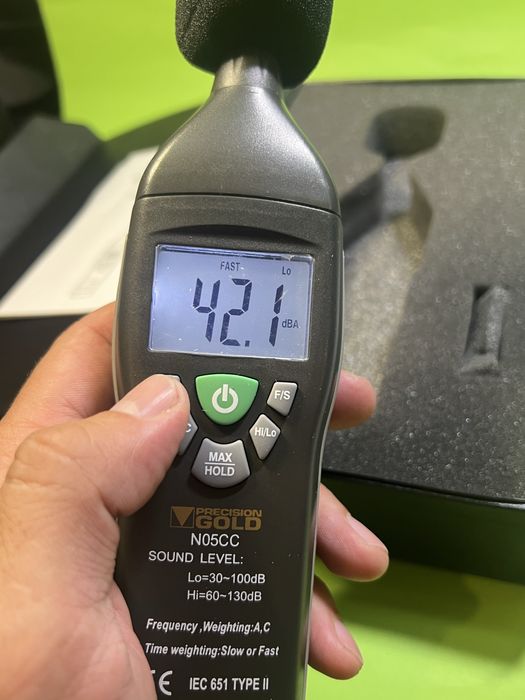 FAST Lo
42.1 dBA
F/S
C
Hi/Lo
MAX
HOLD
PRECISION
GOLD
N05CC
SOUND LEVEL:
Lo=30~100dB
Hi=60~130dB
Frequency ,Weighting:A,C
Time weighting:Slow or Fast
CE IEC 651 TYPE II